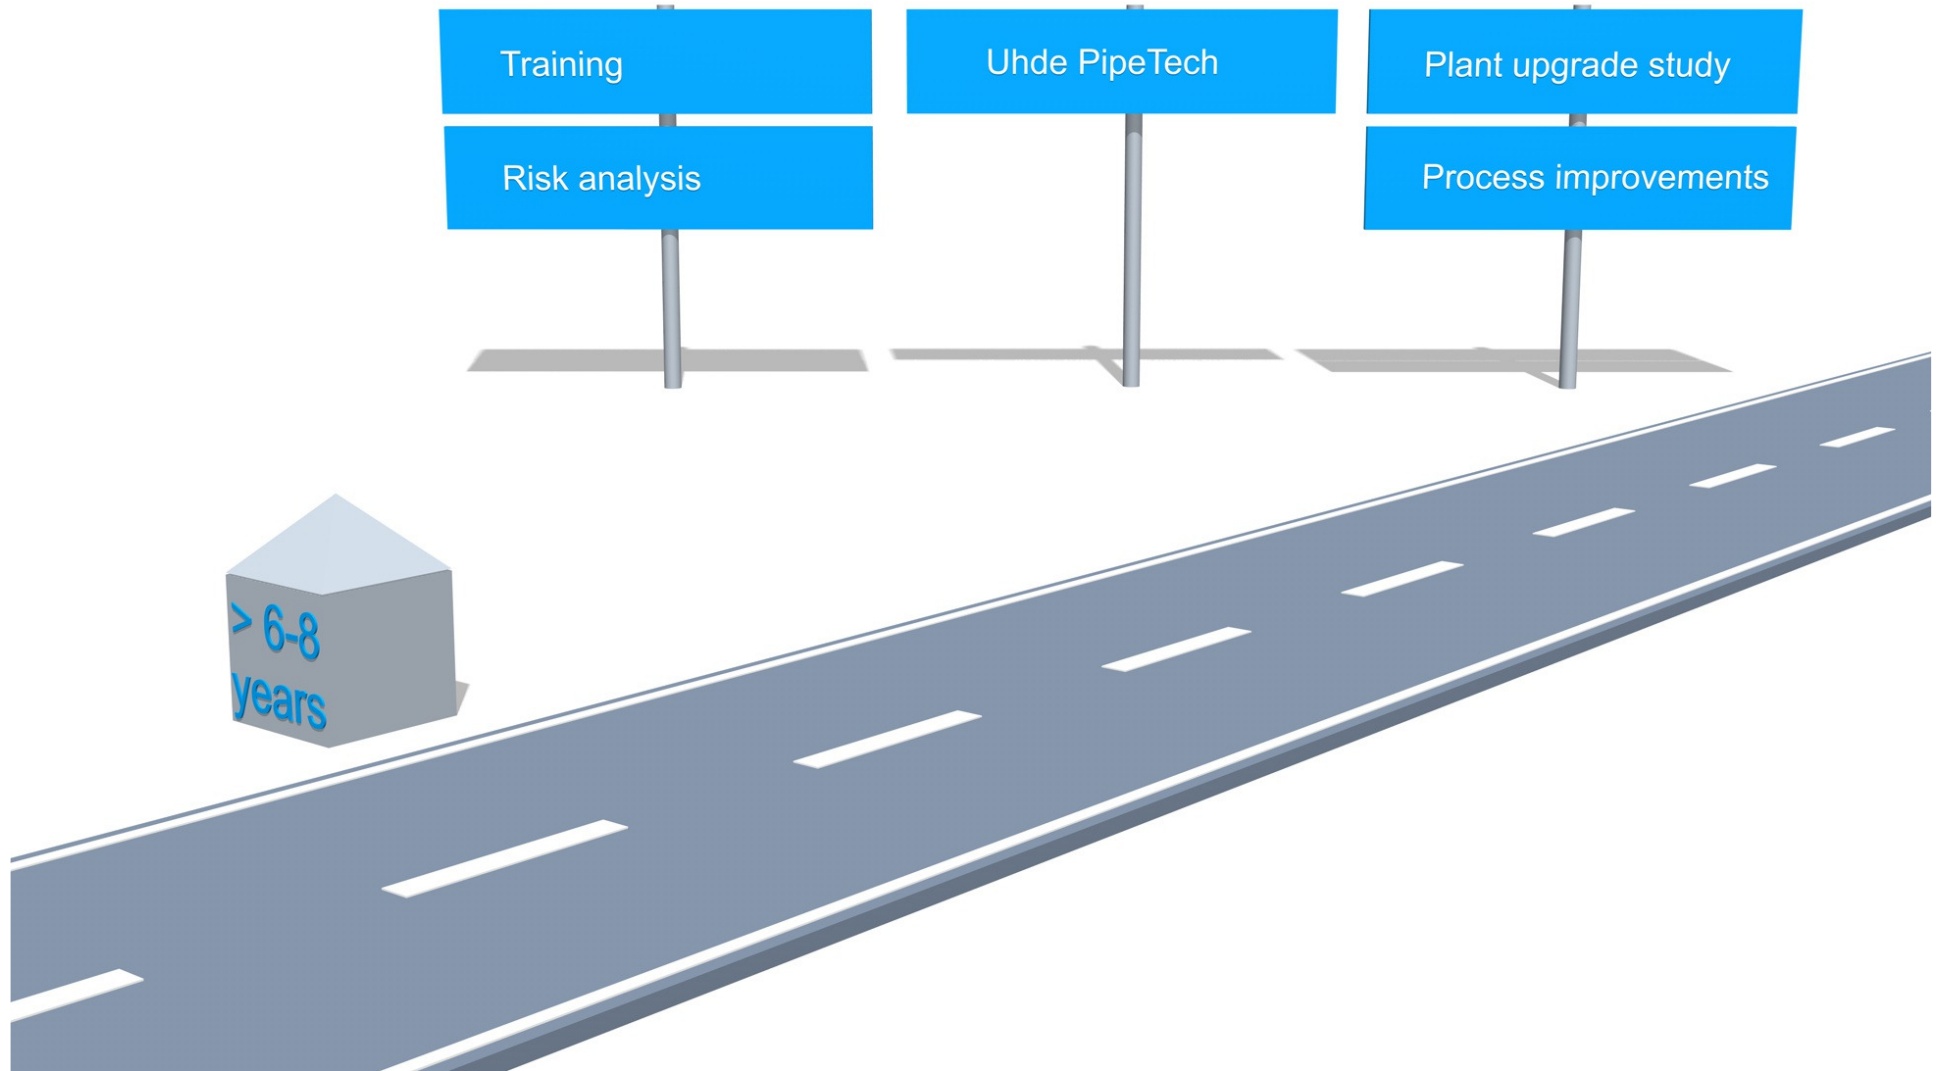 Training
Risk analysis
Uhde PipeTech
Plant upgrade study
Process improvements
> 6-8
years